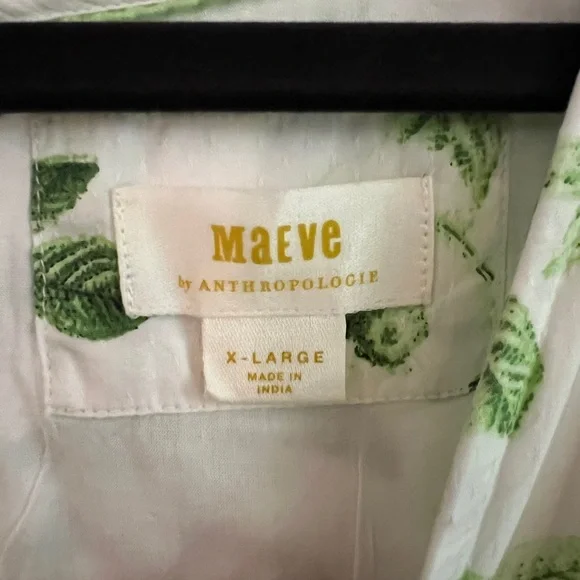 MaEve
by ANTHROPOLOGIE
X-LARGE
MADE IN
INDIA